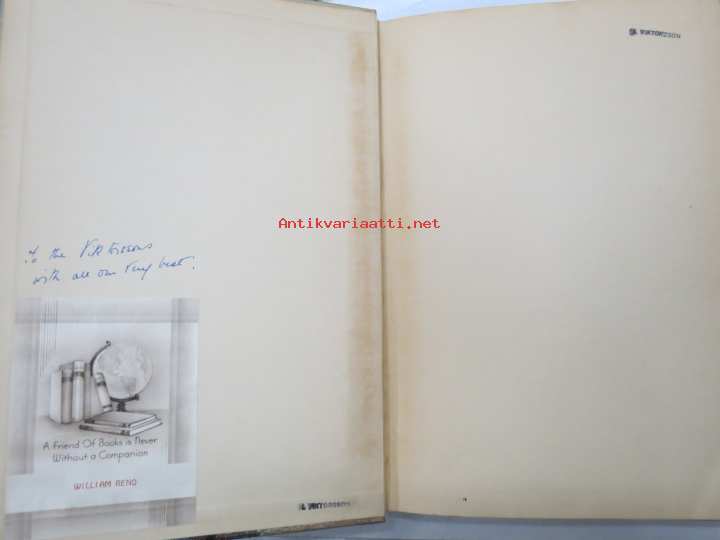 VIKTORSSON
Antikvariaatti.net
to the Viktorssons
with all our very best.
A Friend Of Books is Never
Without a Companion
WILLIAM RENO
VIKTORSSON